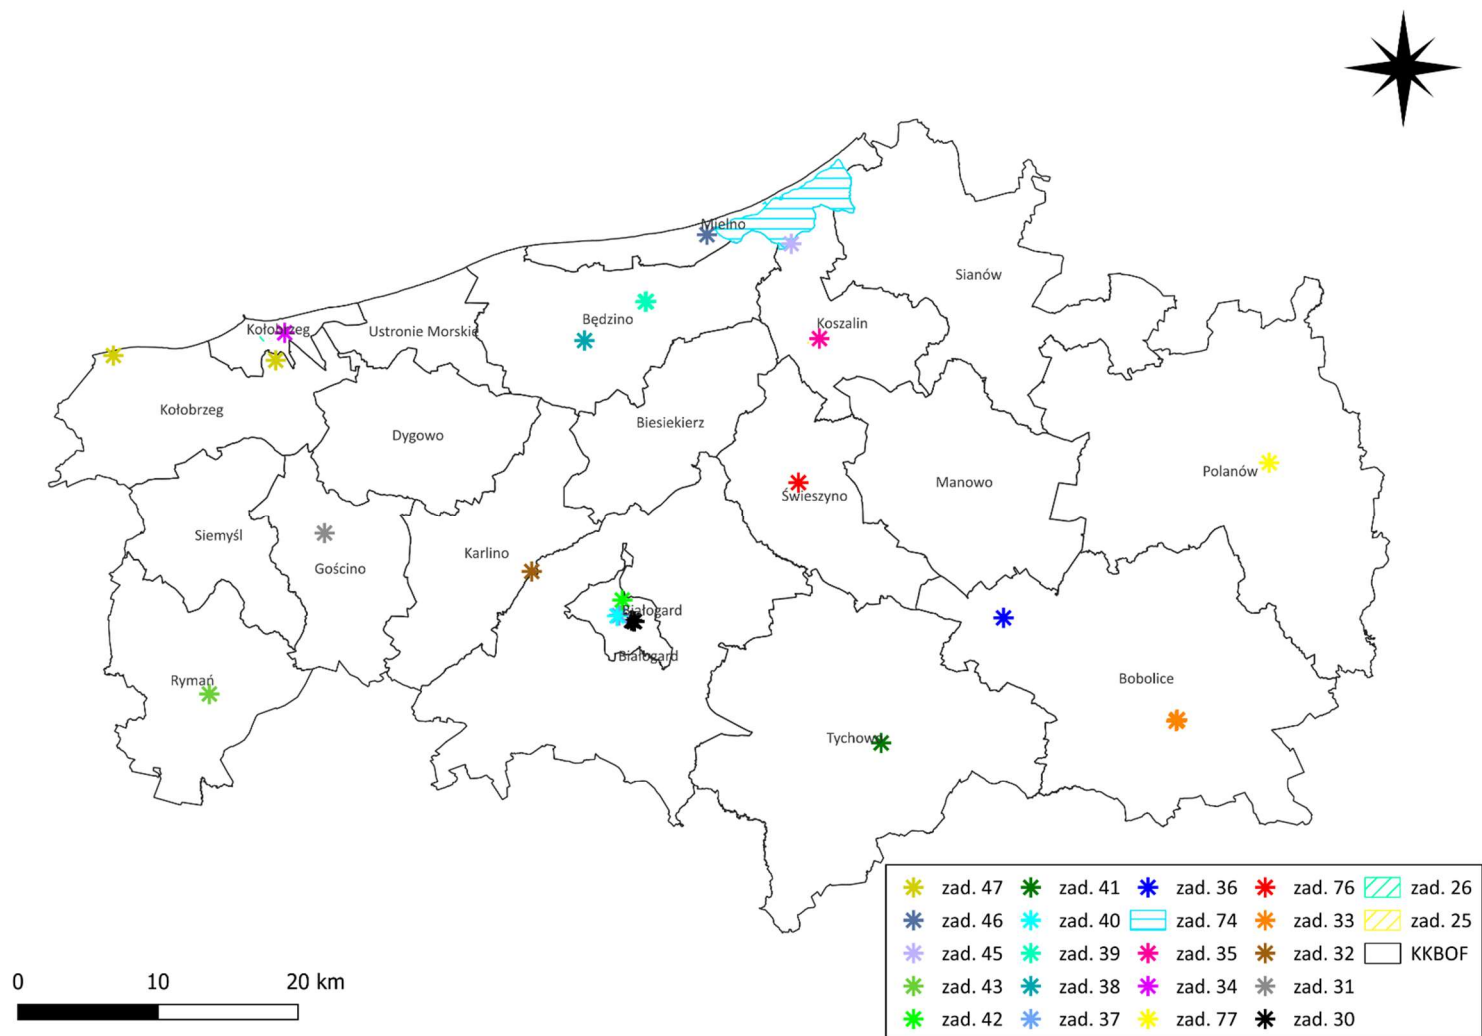 Mielno
Sianów
Kołobrzeg
Ustronie Morskie
Będzino
Koszalin
Kołobrzeg
Dygowo
Biesiekierz
Polanów
Manowo
Świeszyno
Siemyśl
Karlino
Gościno
Białogard
Białogard
Rymań
Bobolice
Tychowo
zad. 47 zad. 41 zad. 36 zad. 76 zad. 26
zad. 46 zad. 40 zad. 74 zad. 33 zad. 25
zad. 45 zad. 39 zad. 35 zad. 32 KKBOF
zad. 43 zad. 38 zad. 34 zad. 31
zad. 42 zad. 37 zad. 77 zad. 30
0 10 20 km